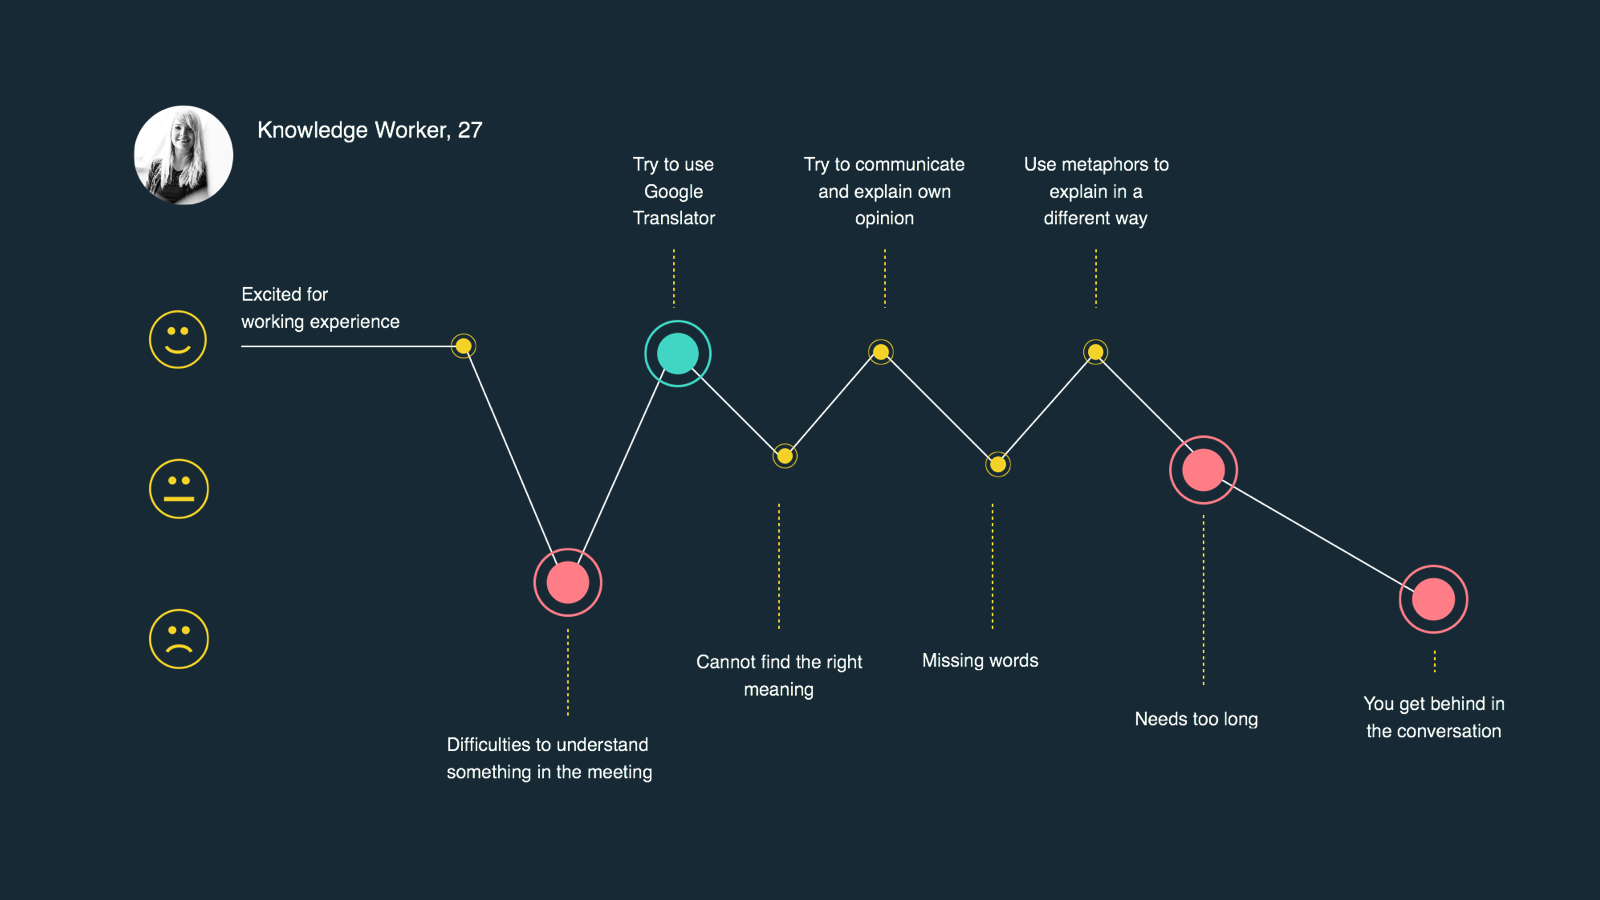 Knowledge Worker, 27
Try to use
Google
Translator
Try to communicate
and explain own
opinion
Use metaphors to
explain in a
different way
Excited for
working experience
Cannot find the right
meaning
Missing words
Needs too long
You get behind in
the conversation
Difficulties to understand
something in the meeting